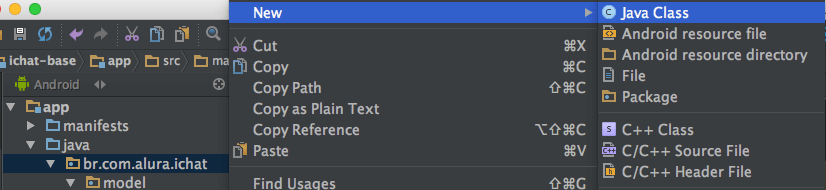 New
Java Class
Android resource file
Android resource directory
File
Package
C++ Class
C/C++ Source File
C/C++ Header File
Cut ⌘X
Copy ⌘C
Copy Path ⇧⌘C
Copy as Plain Text
Copy Reference ⌥⇧⌘C
Paste ⌘V
Find Usages ⇧⌘G
ichat-base app src ma
Android
app
manifests
java
br.com.alura.ichat
model